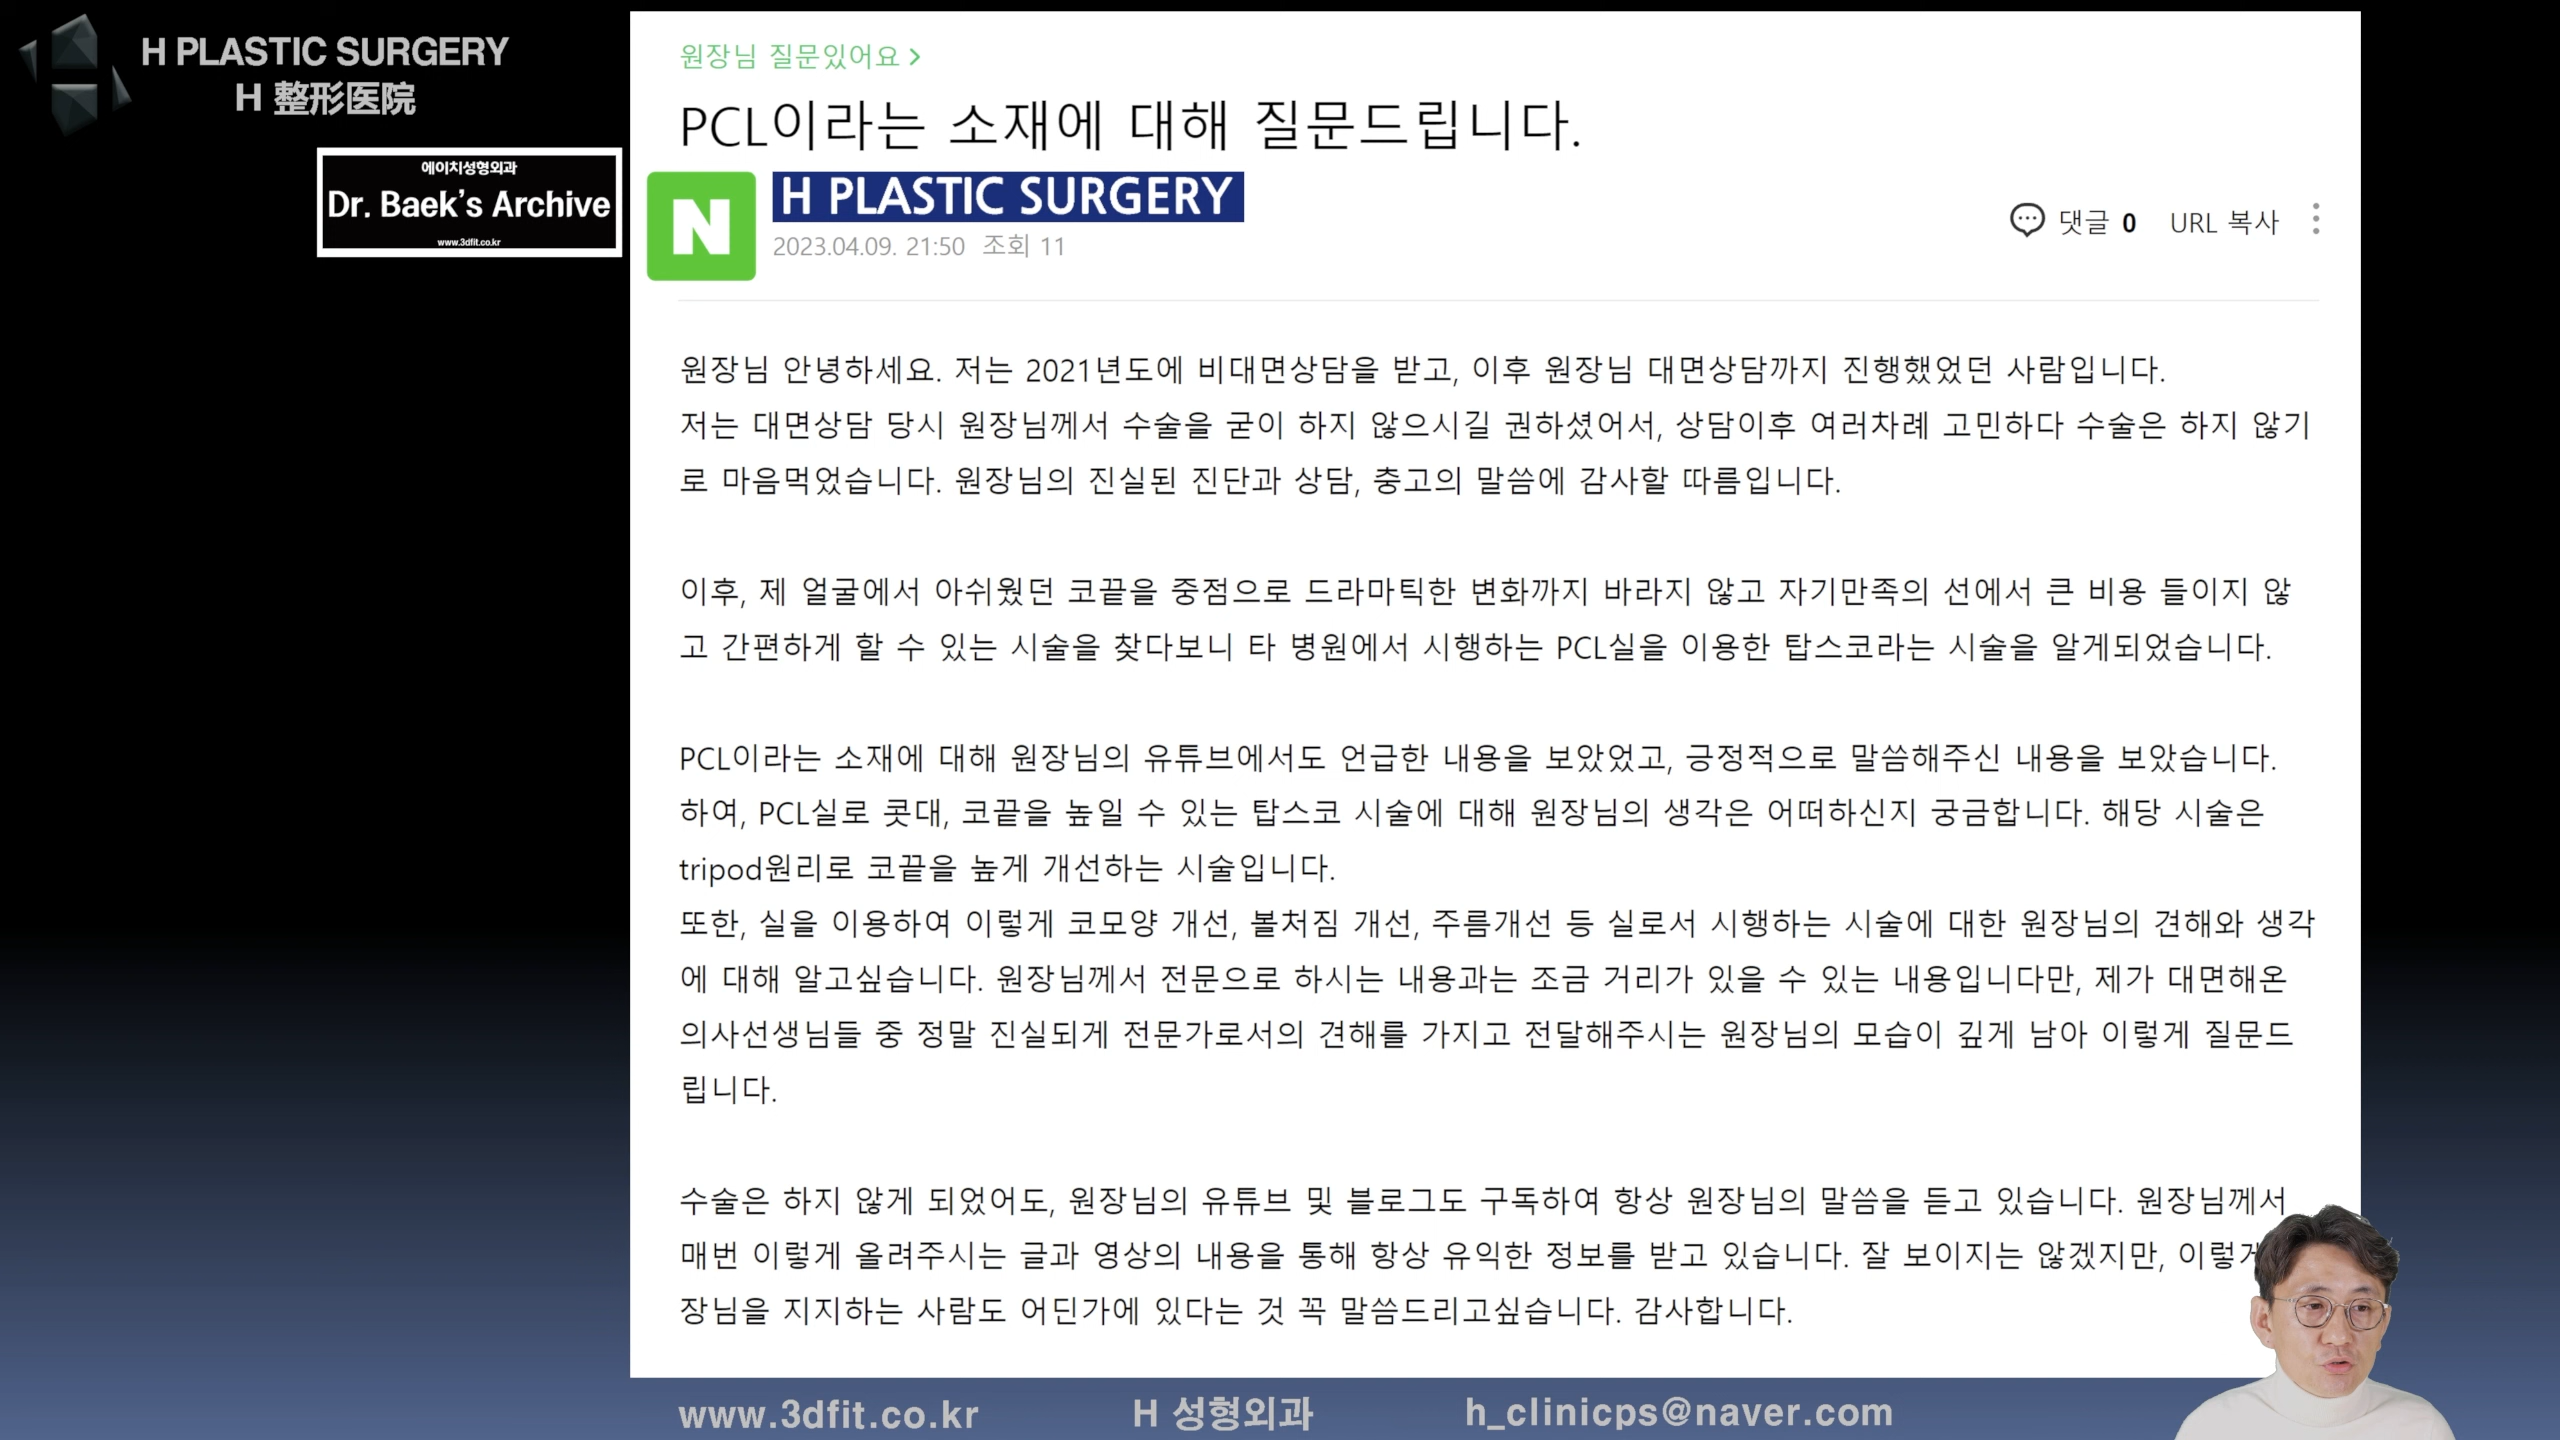 H PLASTIC SURGERY
H 整形医院
에이치성형외과
Dr. Baek's Archive
www.3dfit.co.kr
원장님 질문있어요 >
PCL이라는 소재에 대해 질문드립니다.
N
H PLASTIC SURGERY
2023.04.09. 21:50 조회 11
댓글 0 URL 복사
원장님 안녕하세요. 저는 2021년도에 비대면상담을 받고, 이후 원장님 대면상담까지 진행했었던 사람입니다.
저는 대면상담 당시 원장님께서 수술을 굳이 하지 않으시길 권하셨어서, 상담이후 여러차례 고민하다 수술은 하지 않기
로 마음먹었습니다. 원장님의 진실된 진단과 상담, 충고의 말씀에 감사할 따름입니다.
이후, 제 얼굴에서 아쉬웠던 코끝을 중점으로 드라마틱한 변화까지 바라지 않고 자기만족의 선에서 큰 비용 들이지 않
고 간편하게 할 수 있는 시술을 찾다보니 타 병원에서 시행하는 PCL실을 이용한 탑스코라는 시술을 알게되었습니다.
PCL이라는 소재에 대해 원장님의 유튜브에서도 언급한 내용을 보았었고, 긍정적으로 말씀해주신 내용을 보았습니다.
하여, PCL실로 콧대, 코끝을 높일 수 있는 탑스코 시술에 대해 원장님의 생각은 어떠하신지 궁금합니다. 해당 시술은
tripod원리로 코끝을 높게 개선하는 시술입니다.
또한, 실을 이용하여 이렇게 코모양 개선, 볼처짐 개선, 주름개선 등 실로서 시행하는 시술에 대한 원장님의 견해와 생각
에 대해 알고싶습니다. 원장님께서 전문으로 하시는 내용과는 조금 거리가 있을 수 있는 내용입니다만, 제가 대면해온
의사선생님들 중 정말 진실되게 전문가로서의 견해를 가지고 전달해주시는 원장님의 모습이 깊게 남아 이렇게 질문드
립니다.
수술은 하지 않게 되었어도, 원장님의 유튜브 및 블로그도 구독하여 항상 원장님의 말씀을 듣고 있습니다. 원장님께서
매번 이렇게 올려주시는 글과 영상의 내용을 통해 항상 유익한 정보를 받고 있습니다. 잘 보이지는 않겠지만,
장님을 지지하는 사람도 어딘가에 있다는 것 꼭 말씀드리고싶습니다. 감사합니다.
www.3dfit.co.kr H 성형외과 h_clinicps@naver.com